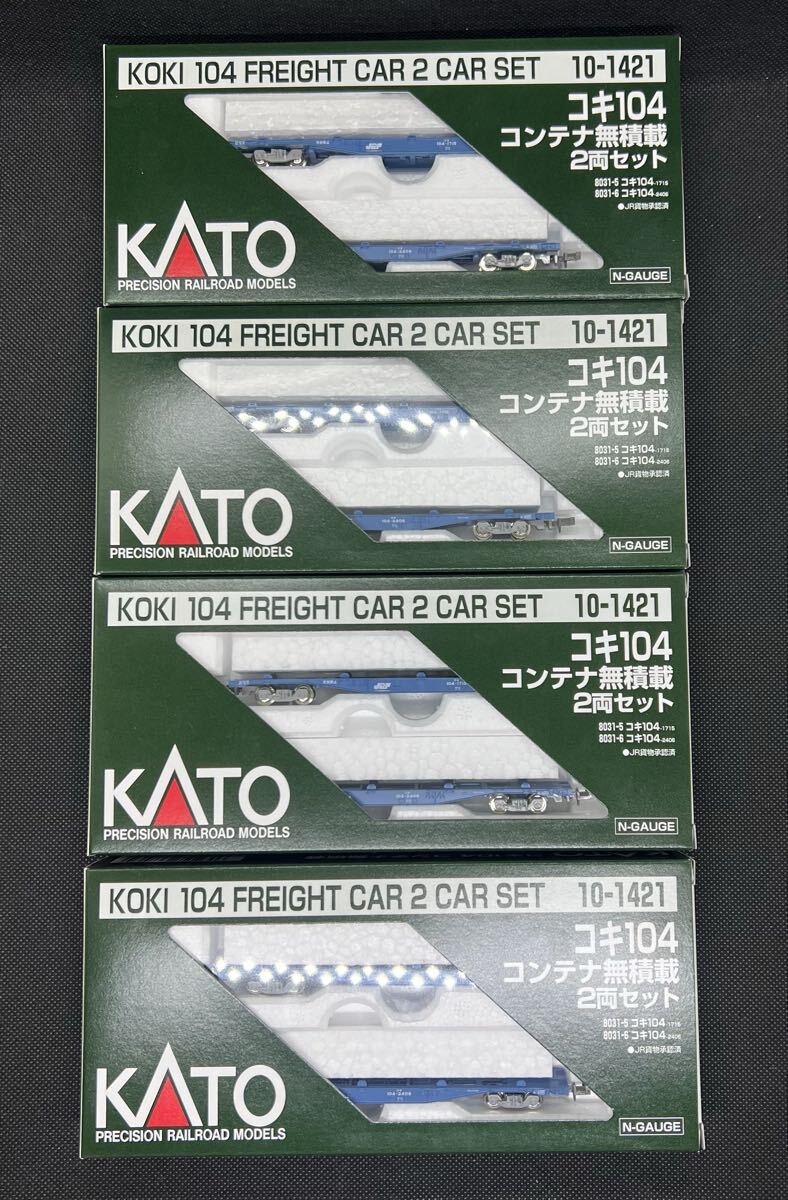 KOKI 104 FREIGHT CAR 2 CAR SET 10-1421
コキ104
コンテナ無積載
2両セット
8031-5 コキ104-1715
8031-6 コキ104-2406
●JR貨物承認済
KATO
PRECISION RAILROAD MODELS
N-GAUGE
KOKI 104 FREIGHT CAR 2 CAR SET 10-1421
コキ104
コンテナ無積載
2両セット
8031-5 コキ104-1715
8031-6 コキ104-2406
●JR貨物承認済
KATO
PRECISION RAILROAD MODELS
N-GAUGE
KOKI 104 FREIGHT CAR 2 CAR SET 10-1421
コキ104
コンテナ無積載
2両セット
8031-5 コキ104-1715
8031-6 コキ104-2406
●JR貨物承認済
KATO
PRECISION RAILROAD MODELS
N-GAUGE
KOKI 104 FREIGHT CAR 2 CAR SET 10-1421
コキ104
コンテナ無積載
2両セット
8031-5 コキ104-1715
8031-6 コキ104-2406
●JR貨物承認済
KATO
PRECISION RAILROAD MODELS
N-GAUGE